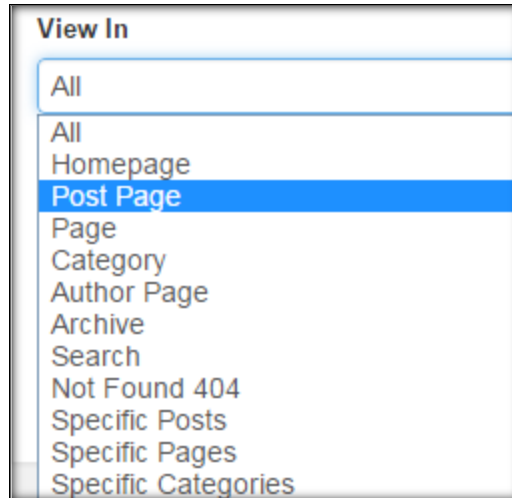 View In
All
All
Homepage
Post Page
Page
Category
Author Page
Archive
Search
Not Found 404
Specific Posts
Specific Pages
Specific Categories